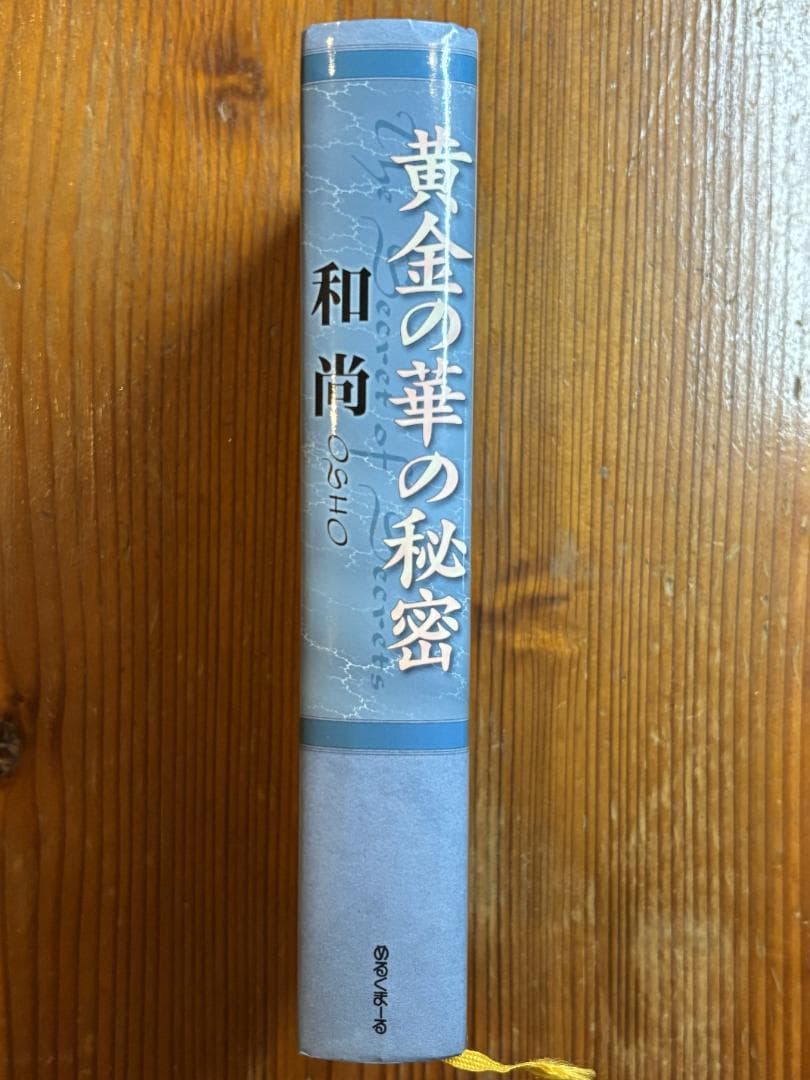 黄金の華の秘密
the Secret of Secrets
和尚
OSHO
めるくまーる